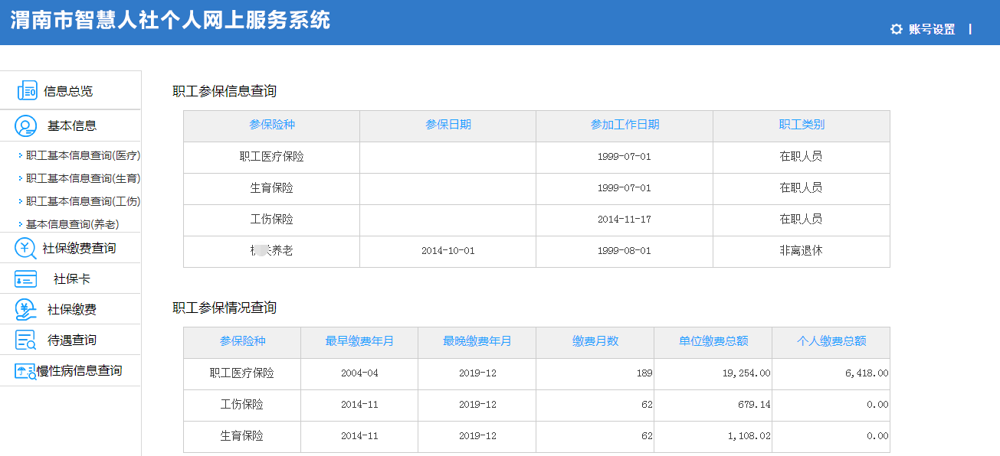 渭南市智慧人社个人网上服务系统
账号设置 |
信息总览
基本信息
职工基本信息查询(医疗)
职工基本信息查询(生育)
职工基本信息查询(工伤)
基本信息查询(养老)
社保缴费查询
社保卡
社保缴费
待遇查询
慢性病信息查询
职工参保信息查询
参保险种 参保日期 参加工作日期 职工类别
职工医疗保险 1999-07-01 在职人员
生育保险 1999-07-01 在职人员
工伤保险 2014-11-17 在职人员
养老 2014-10-01 1999-08-01 非离退休
职工参保情况查询
参保险种 最早缴费年月 最晚缴费年月 缴费月数 单位缴费总额 个人缴费总额
职工医疗保险 2004-04 2019-12 189 19,254.00 6,418.00
工伤保险 2014-11 2019-12 62 679.14 0.00
生育保险 2014-11 2019-12 62 1,108.02 0.00